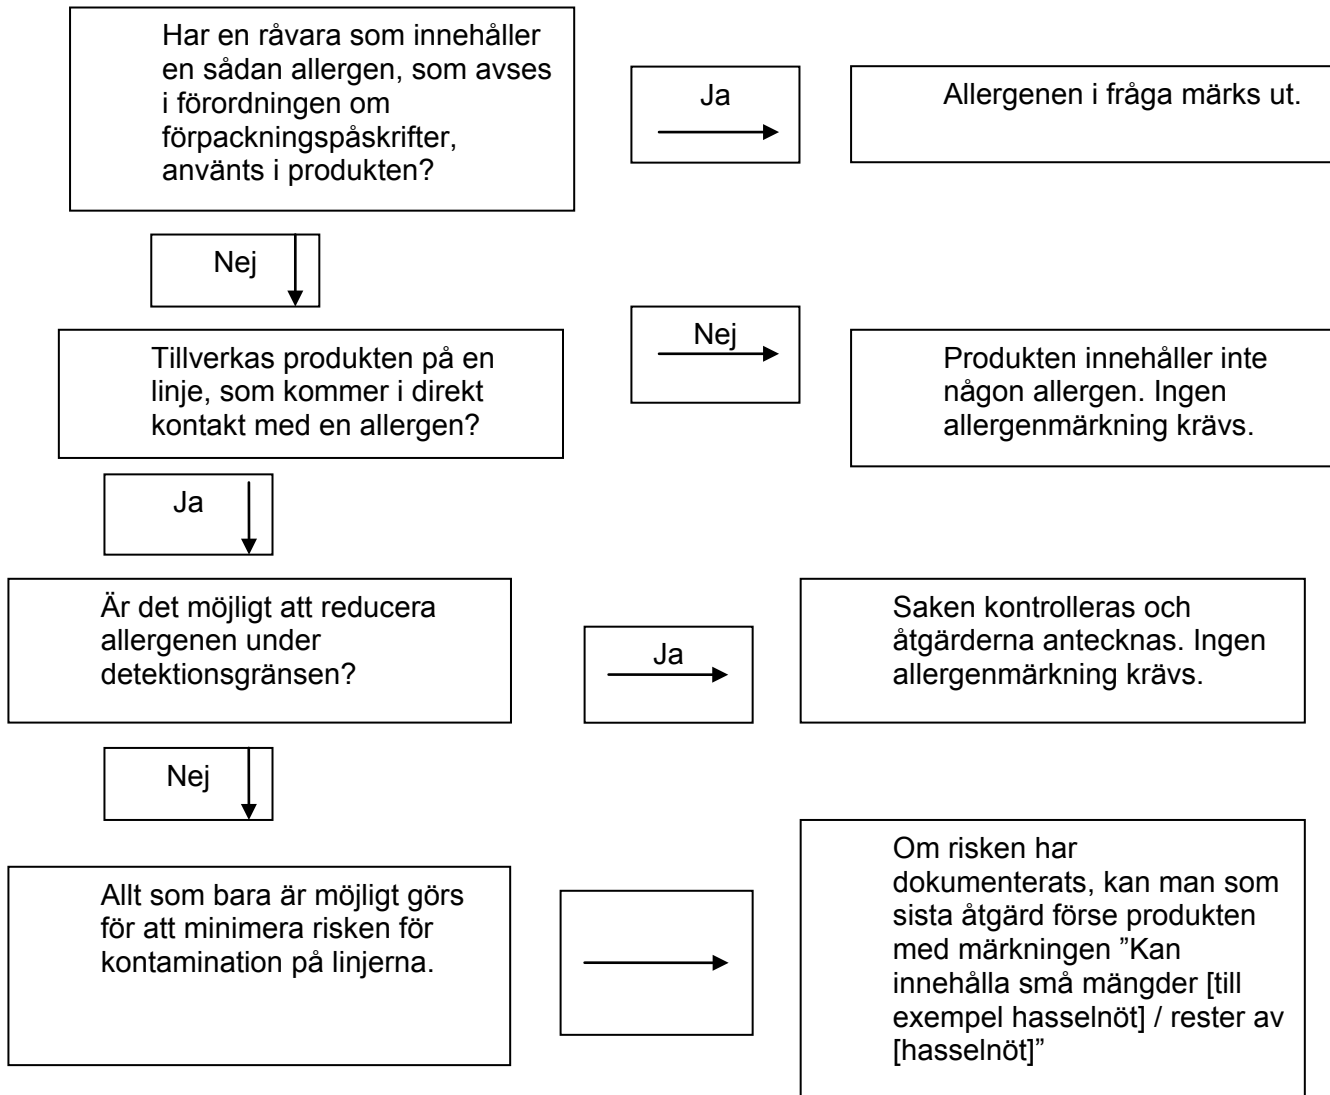 Har en råvara som innehåller
en sådan allergen, som avses
i förordningen om
förpackningspåskrifter,
använts i produkten?
Ja
Allergenen i fråga märks ut.
Nej
Tillverkas produkten på en
linje, som kommer i direkt
kontakt med en allergen?
Nej
Produkten innehåller inte
någon allergen. Ingen
allergenmärkning krävs.
Ja
Är det möjligt att reducera
allergenen under
detektionsgränsen?
Ja
Saken kontrolleras och
åtgärderna antecknas. Ingen
allergenmärkning krävs.
Nej
Allt som bara är möjligt görs
för att minimera risken för
kontamination på linjerna.
Om risken har
dokumenterats, kan man som
sista åtgärd förse produkten
med märkningen ”Kan
innehålla små mängder [till
exempel hasselnöt] / rester av
[hasselnöt]”